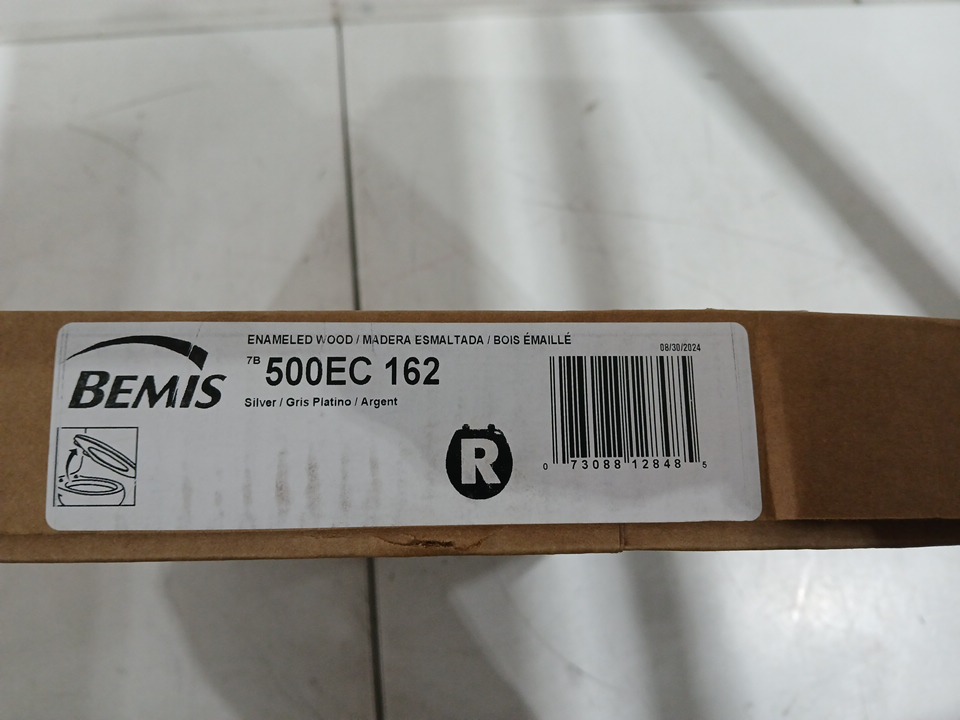 ENAMELED WOOD / MADERA ESMALTADA / BOIS ÉMAILLÉ
08/30/2024
7B 500EC 162
BEMIS
Silver / Gris Platino / Argent
R
0 73088 12848 5